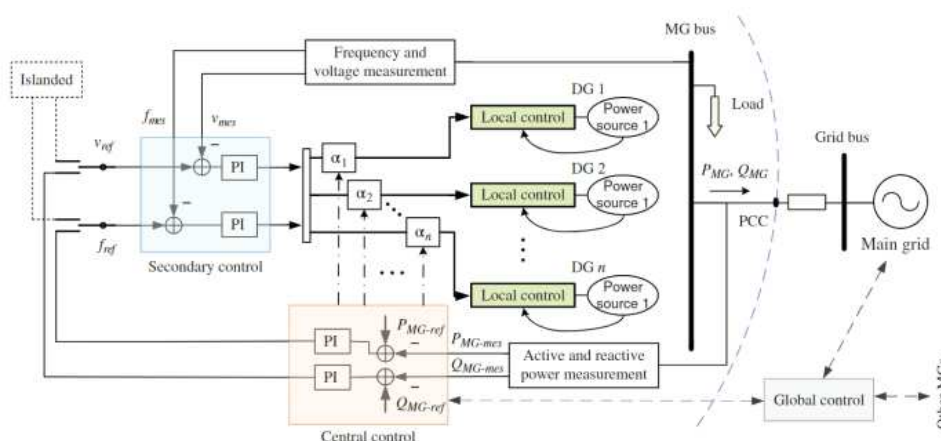 MG bus
Frequency and
voltage measurement
Islanded
DG 1
Local control
Power
source 1
Load
Grid bus
f_mes
v_mes
v_ref
PI
α1
DG 2
P_MG, Q_MG
α2
Local control
Power
source 1
PCC
PI
αn
Main grid
f_ref
Secondary control
DG n
Local control
Power
source 1
P_MG-ref
PI
P_MG-mes
Active and reactive
power measurement
Q_MG-mes
PI
Q_MG-ref
Global control
Other MGs
Central control